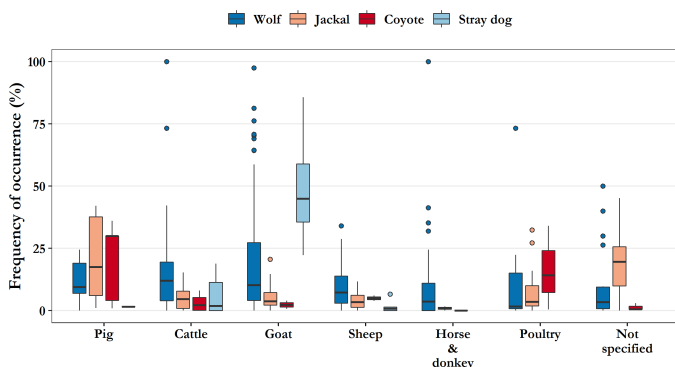 Wolf Jackal Coyote Stray dog
Frequency of occurrence (%)
100
75
50
25
0
Pig Cattle Goat Sheep Horse & donkey Poultry Not specified